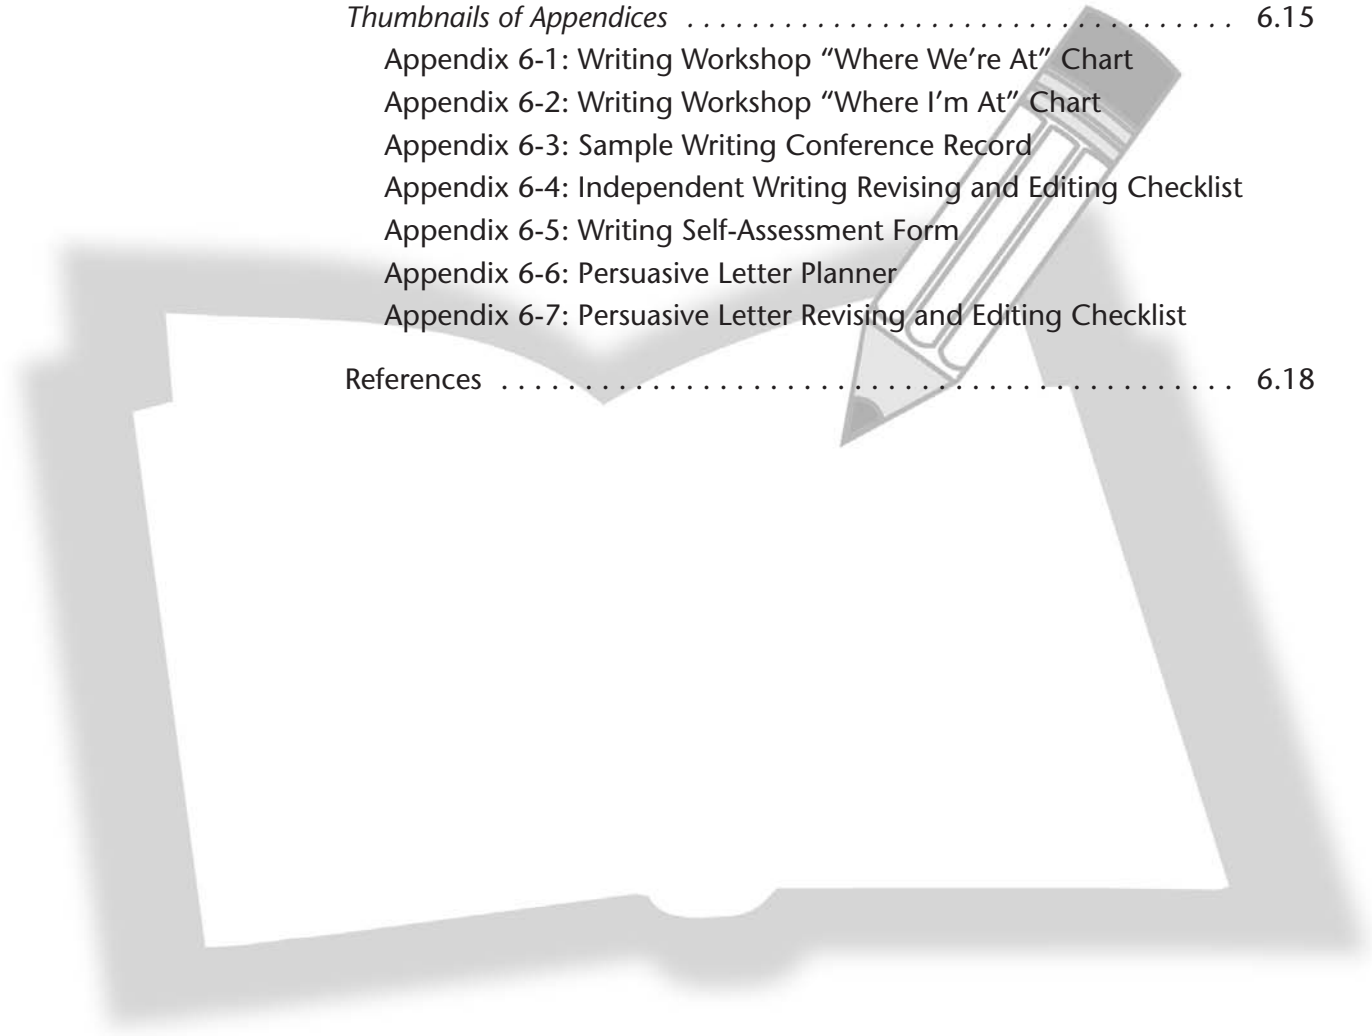 Thumbnails of Appendices . . . . . . . . . . . . . . . . . . . . . . . . . . . . . . . . . . 6.15
Appendix 6-1: Writing Workshop “Where We’re At” Chart
Appendix 6-2: Writing Workshop “Where I’m At” Chart
Appendix 6-3: Sample Writing Conference Record
Appendix 6-4: Independent Writing Revising and Editing Checklist
Appendix 6-5: Writing Self-Assessment Form
Appendix 6-6: Persuasive Letter Planner
Appendix 6-7: Persuasive Letter Revising and Editing Checklist
References . . . . . . . . . . . . . . . . . . . . . . . . . . . . . . . . . . . . . . . . . . . . 6.18